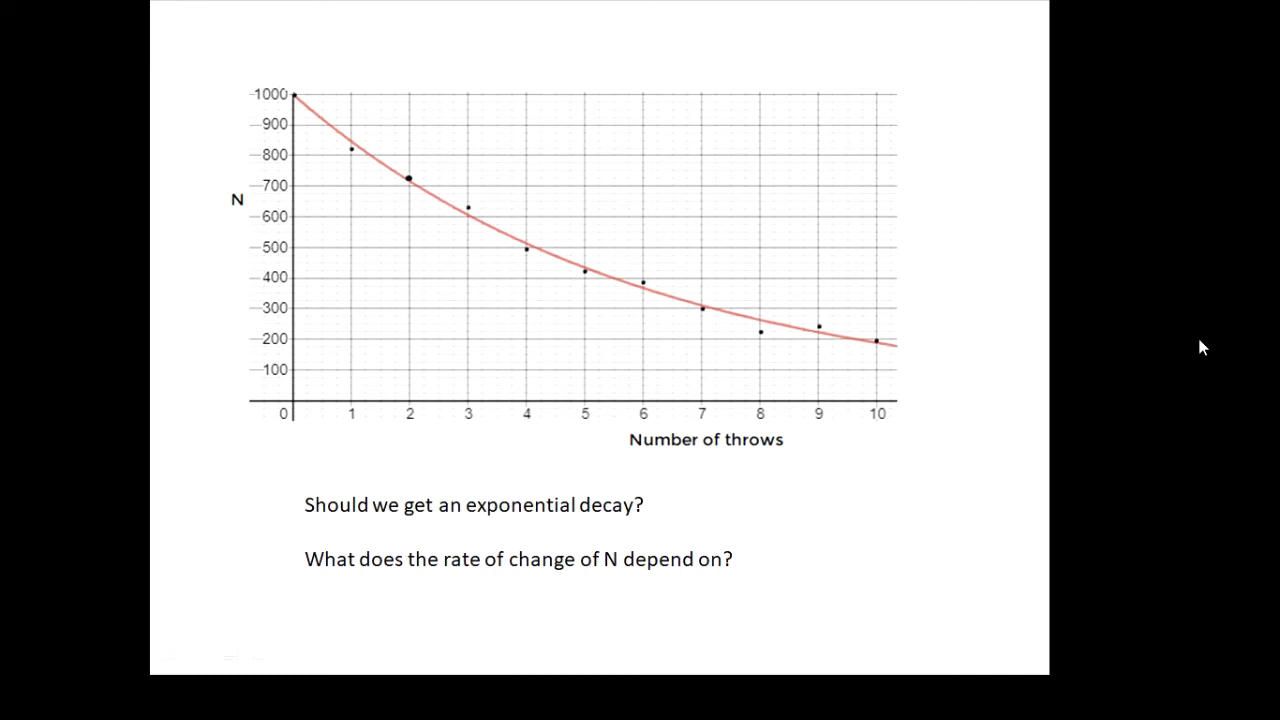 1000
900
800
700
N
600
500
400
300
200
100
0 1 2 3 4 5 6 7 8 9 10
Number of throws
Should we get an exponential decay?
What does the rate of change of N depend on?